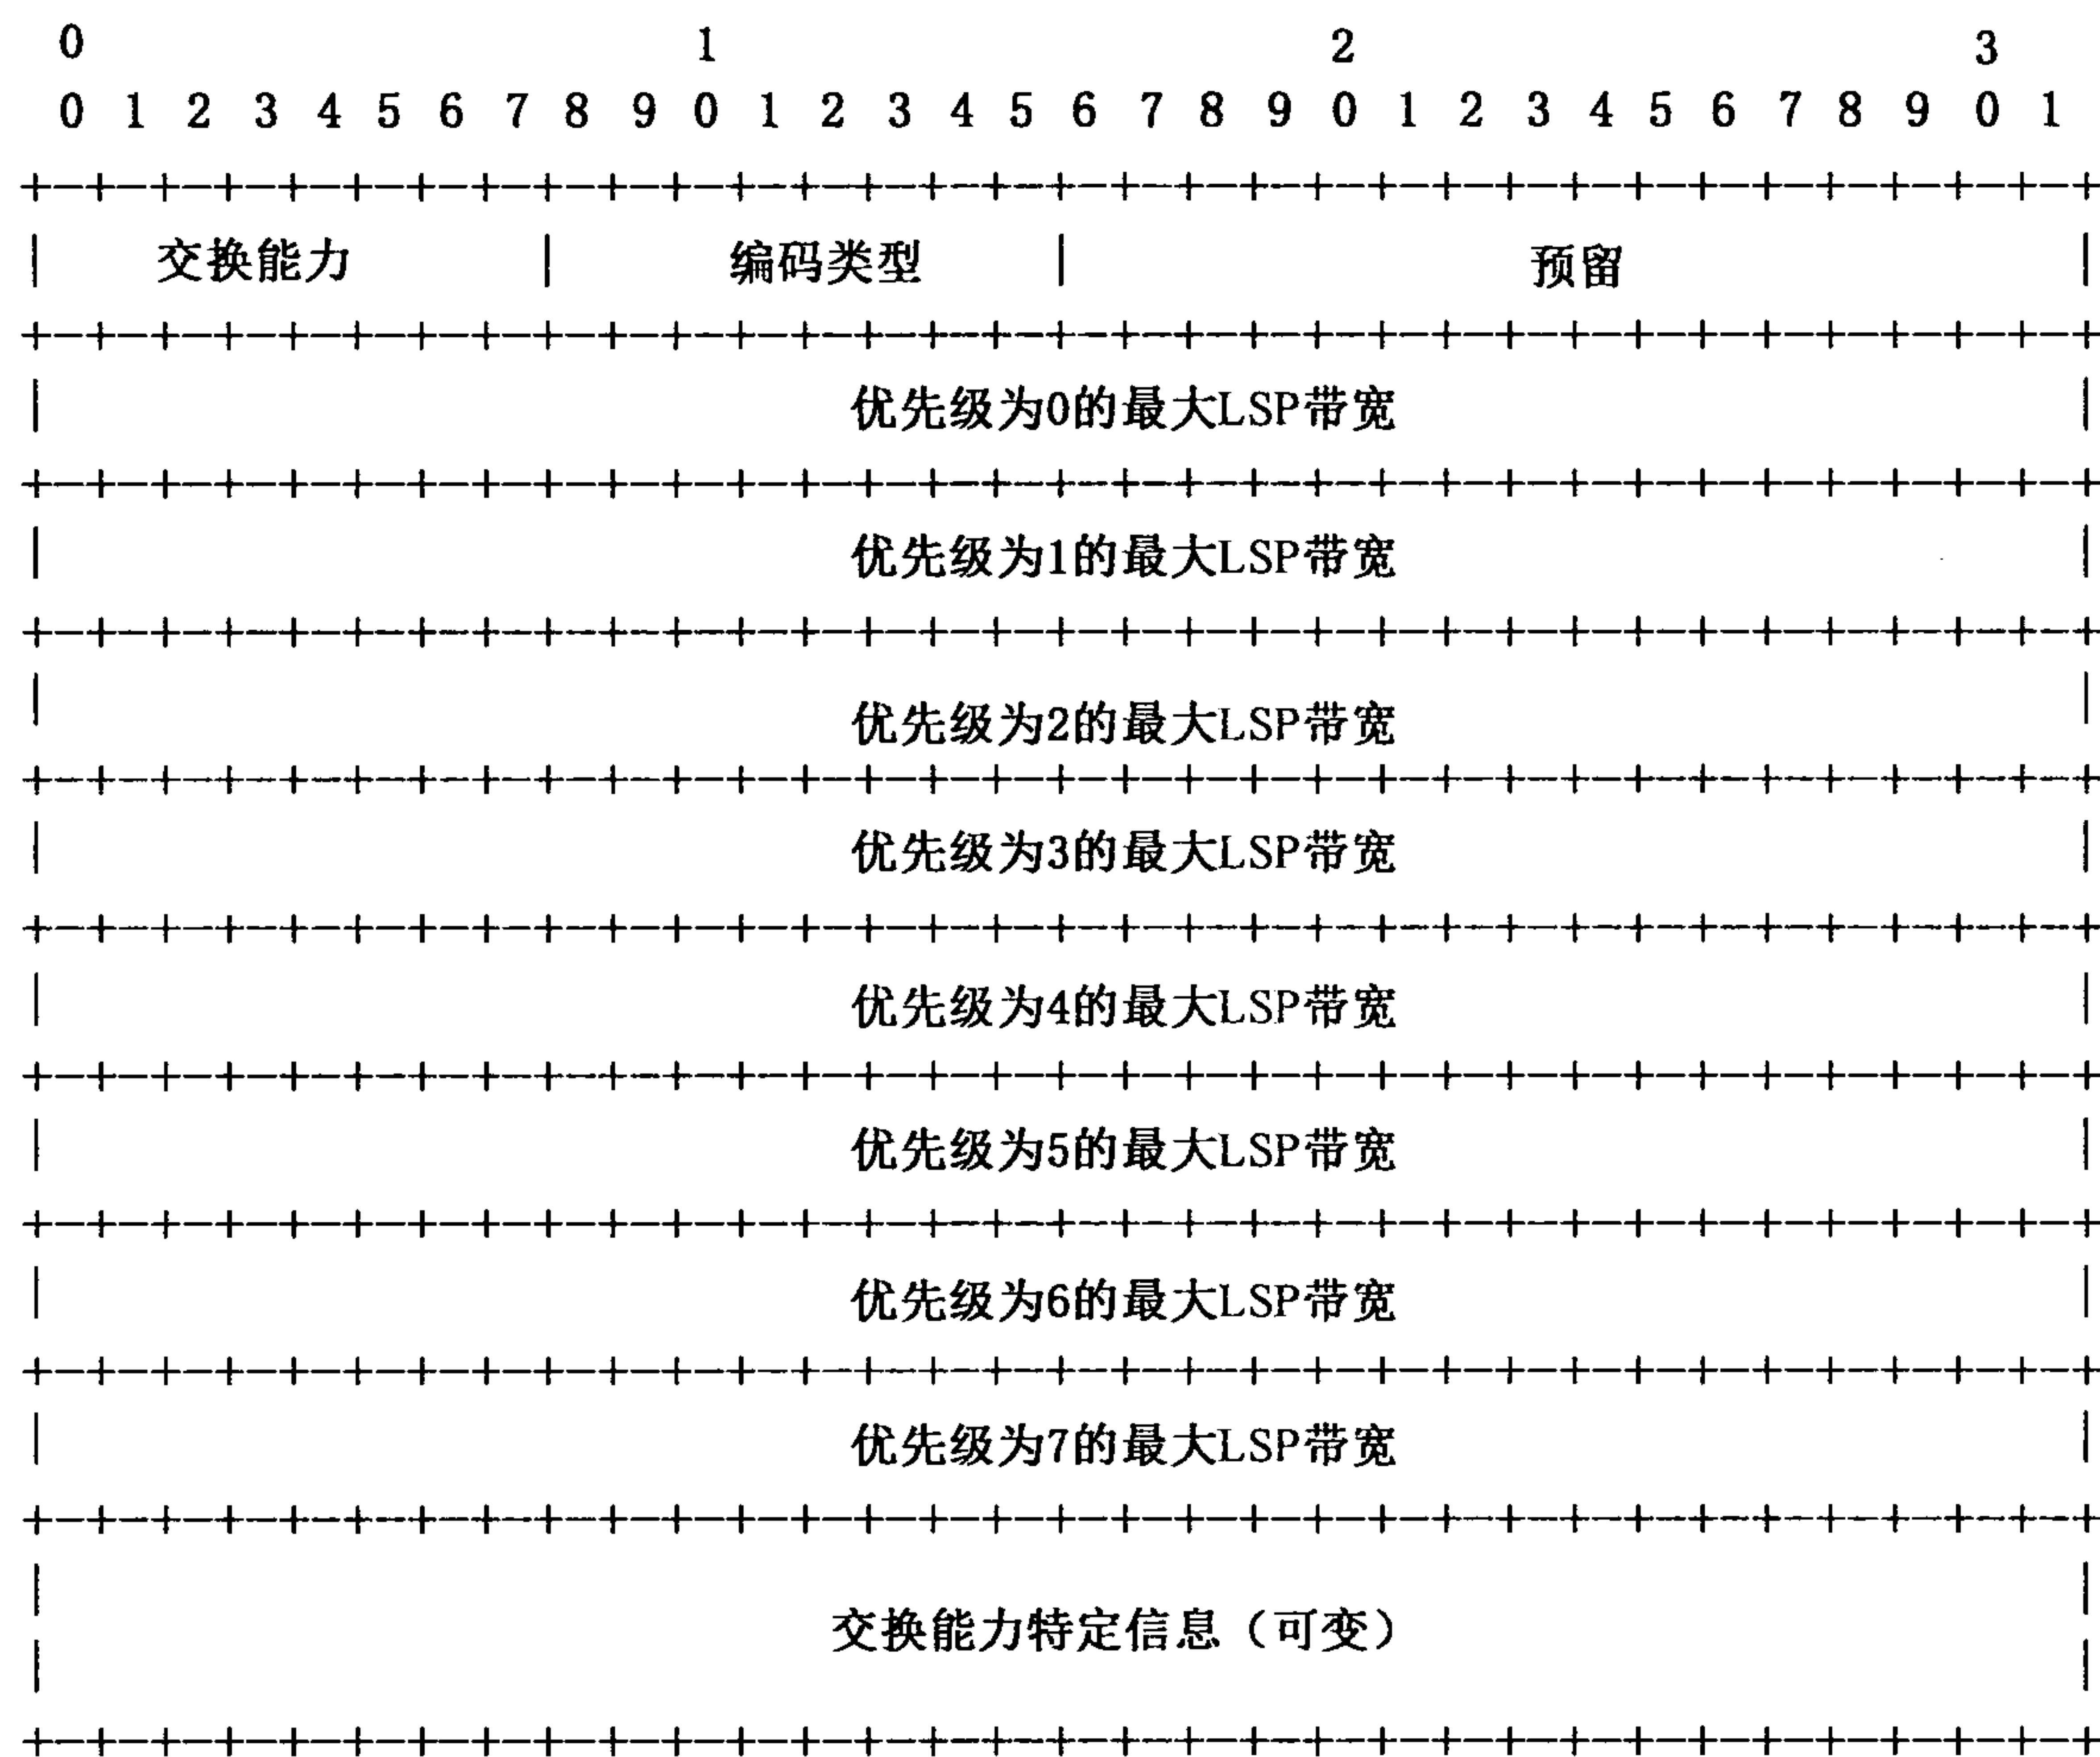 0 1 2 3
0 1 2 3 4 5 6 7 8 9 0 1 2 3 4 5 6 7 8 9 0 1 2 3 4 5 6 7 8 9 0 1
交换能力 编码类型 预留
优先级为0的最大LSP带宽
优先级为1的最大LSP带宽
优先级为2的最大LSP带宽
优先级为3的最大LSP带宽
优先级为4的最大LSP带宽
优先级为5的最大LSP带宽
优先级为6的最大LSP带宽
优先级为7的最大LSP带宽
交换能力特定信息（可变）